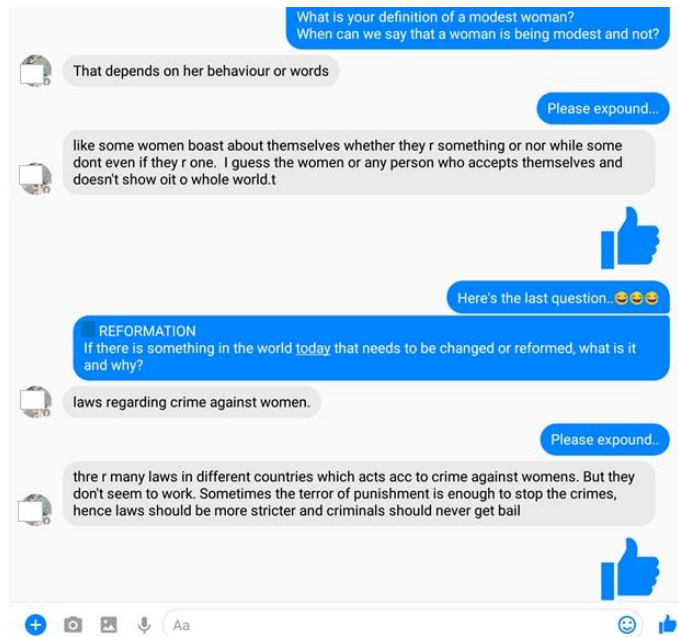 What is your definition of a modest woman?
When can we say that a woman is being modest and not?
That depends on her behaviour or words
Please expound...
like some women boast about themselves whether they r something or nor while some
dont even if they r one.  I guess the women or any person who accepts themselves and
doesn't show oit o whole world.t
Here's the last question..😂😂😂
REFORMATION
If there is something in the world today that needs to be changed or reformed, what is it
and why?
laws regarding crime against women.
Please expound..
thre r many laws in different countries which acts acc to crime against womens. But they
don't seem to work. Sometimes the terror of punishment is enough to stop the crimes,
hence laws should be more stricter and criminals should never get bail
Aa